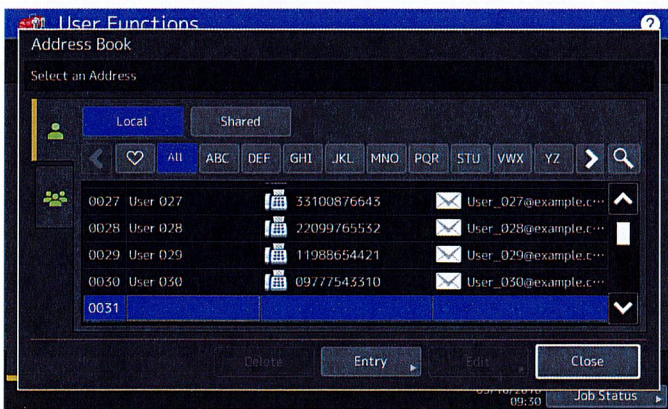 User Functions
?
Address Book
Select an Address
Local Shared
All ABC DEF GHI JKL MNO PQR STU VWX YZ
0027 User 027 33100876643 User_027@example.c...
0028 User 028 22099765532 User_028@example.c...
0029 User 029 11988654421 User_029@example.c...
0030 User 030 09777543310 User_030@example.c...
0031
Delete Entry Edit Close
09:30 Job Status